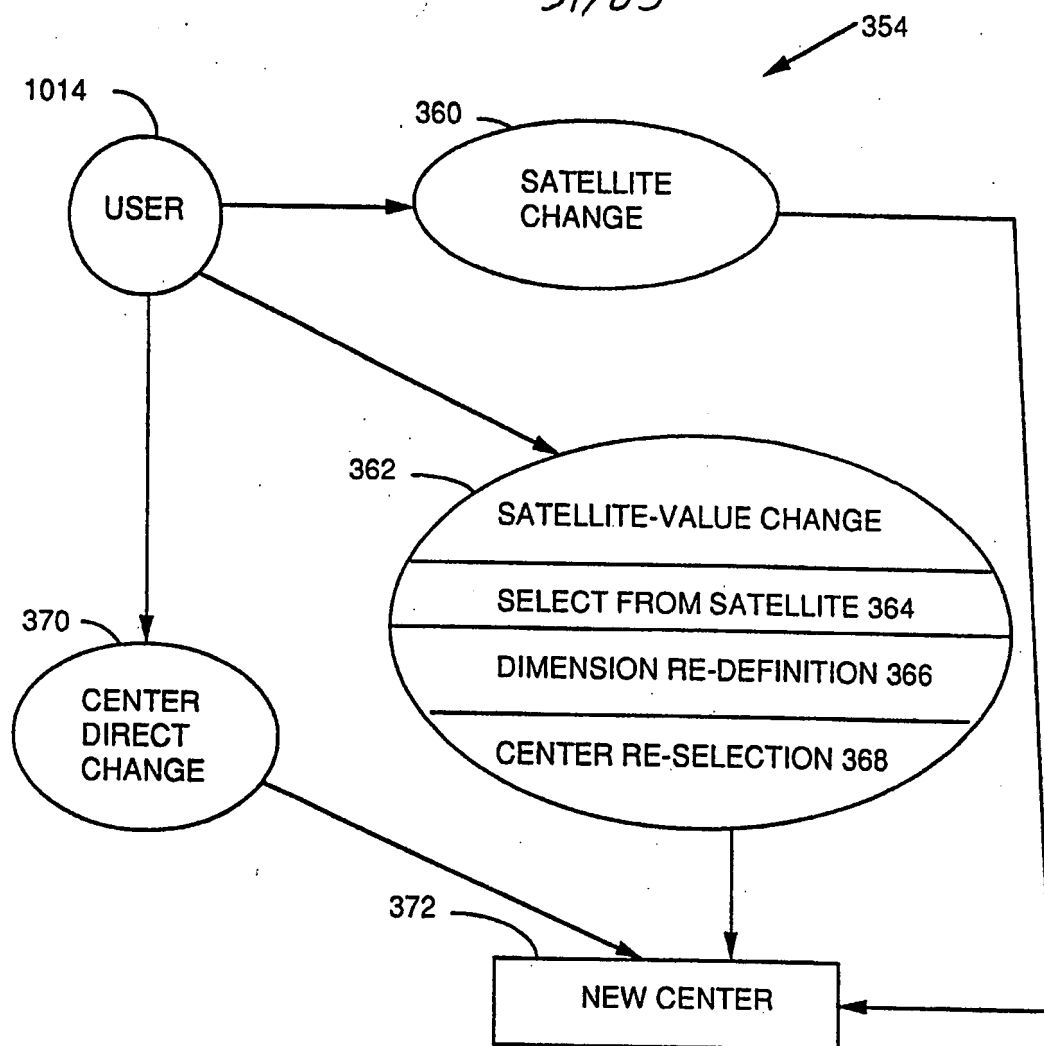 354
1014
360
USER
SATELLITE
CHANGE
362
SATELLITE-VALUE CHANGE
SELECT FROM SATELLITE 364
DIMENSION RE-DEFINITION 366
CENTER RE-SELECTION 368
370
CENTER
DIRECT
CHANGE
372
NEW CENTER